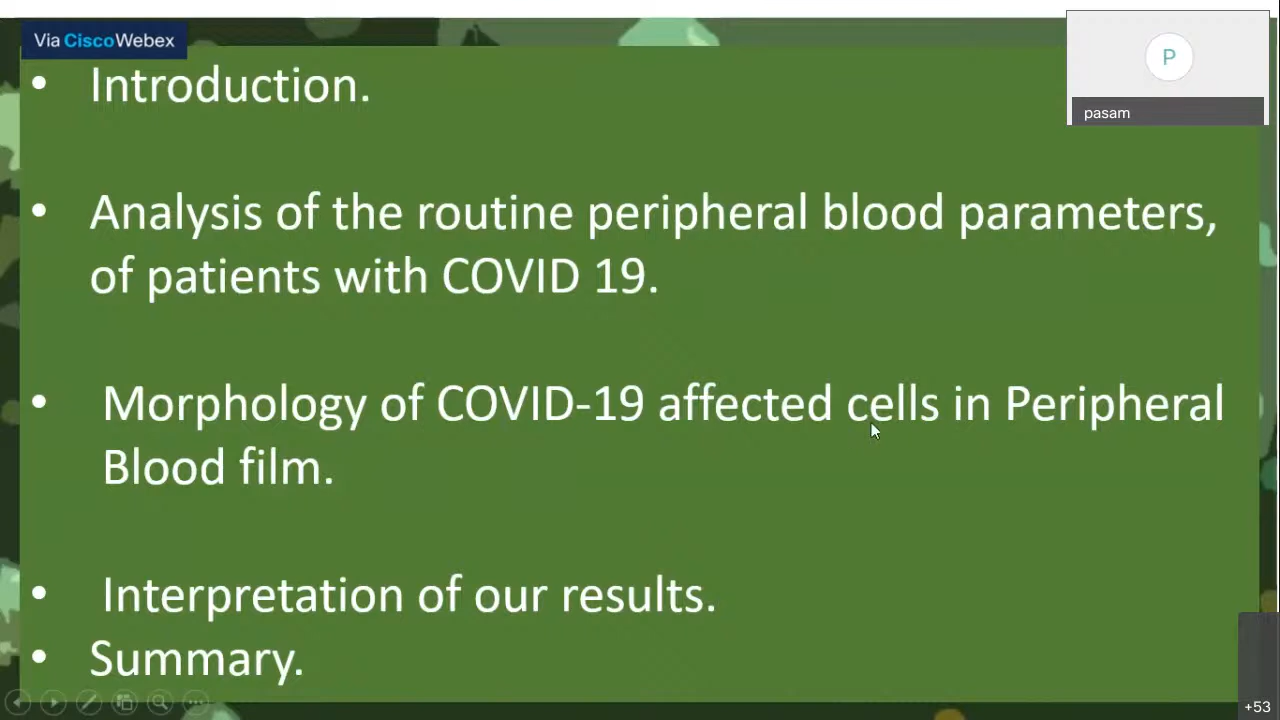 Via CiscoWebex
P
pasam
• Introduction.
• Analysis of the routine peripheral blood parameters,
of patients with COVID 19.
• Morphology of COVID-19 affected cells in Peripheral
Blood film.
• Interpretation of our results.
• Summary.
+53